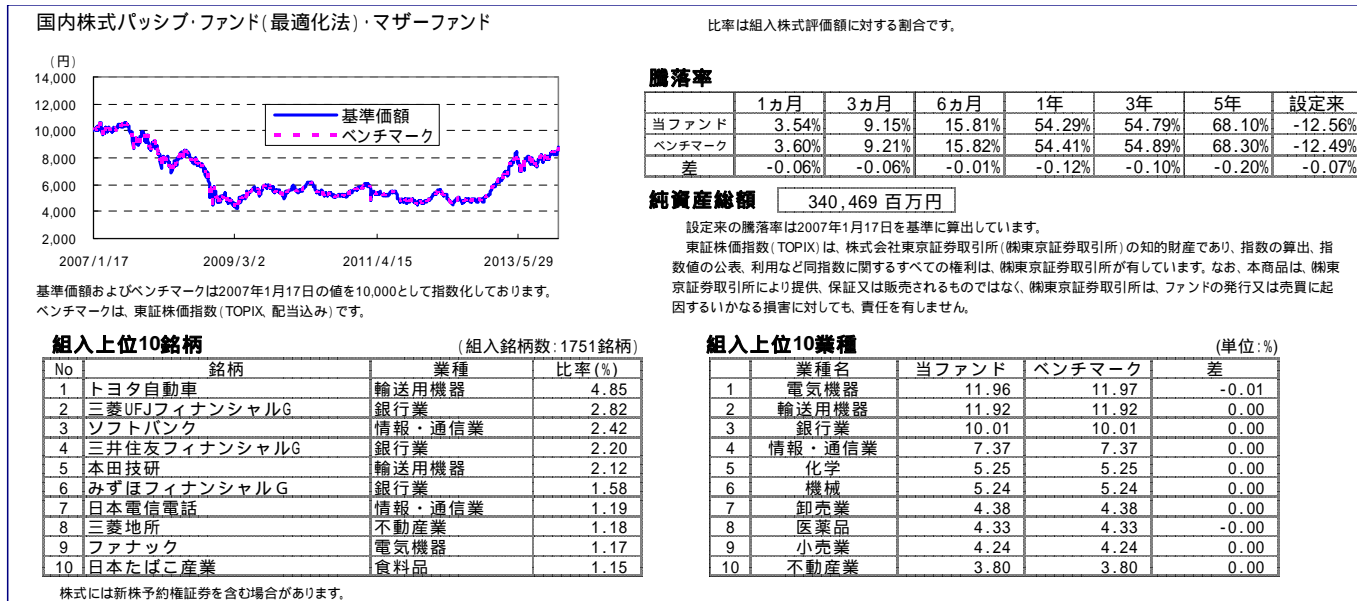 国内株式パッシブ・ファンド(最適化法)・マザーファンド
(円)
14,000
12,000
10,000
8,000
6,000
4,000
2,000
基準価額
ベンチマーク
2007/1/17 2009/3/2 2011/4/15 2013/5/29
基準価額およびベンチマークは2007年1月17日の値を10,000として指数化しております。
ベンチマークは、東証株価指数(TOPIX、配当込み)です。
比率は組入株式評価額に対する割合です。
騰落率
1ヵ月 3ヵ月 6ヵ月 1年 3年 5年 設定来
当ファンド 3.54% 9.15% 15.81% 54.29% 54.79% 68.10% -12.56%
ベンチマーク 3.60% 9.21% 15.82% 54.41% 54.89% 68.30% -12.49%
差 -0.06% -0.06% -0.01% -0.12% -0.10% -0.20% -0.07%
純資産総額 340,469 百万円
設定来の騰落率は2007年1月17日を基準に算出しています。
東証株価指数(TOPIX)は、株式会社東京証券取引所(㈱東京証券取引所)の知的財産であり、指数の算出、指
数値の公表、利用など同指数に関するすべての権利は、㈱東京証券取引所が有しています。なお、本商品は、㈱東
京証券取引所により提供、保証又は販売されるものではなく、㈱東京証券取引所は、ファンドの発行又は売買に起
因するいかなる損害に対しても、責任を有しません。
組入上位10銘柄 (組入銘柄数:1751銘柄)
No 銘柄 業種 比率(%)
1 トヨタ自動車 輸送用機器 4.85
2 三菱UFJフィナンシャルG 銀行業 2.82
3 ソフトバンク 情報・通信業 2.42
4 三井住友フィナンシャルG 銀行業 2.20
5 本田技研 輸送用機器 2.12
6 みずほフィナンシャルG 銀行業 1.58
7 日本電信電話 情報・通信業 1.19
8 三菱地所 不動産業 1.18
9 ファナック 電気機器 1.17
10 日本たばこ産業 食料品 1.15
株式には新株予約権証券を含む場合があります。
組入上位10業種 (単位:%)
業種名 当ファンド ベンチマーク 差
1 電気機器 11.96 11.97 -0.01
2 輸送用機器 11.92 11.92 0.00
3 銀行業 10.01 10.01 0.00
4 情報・通信業 7.37 7.37 0.00
5 化学 5.25 5.25 0.00
6 機械 5.24 5.24 0.00
7 卸売業 4.38 4.38 0.00
8 医薬品 4.33 4.33 -0.00
9 小売業 4.24 4.24 0.00
10 不動産業 3.80 3.80 0.00